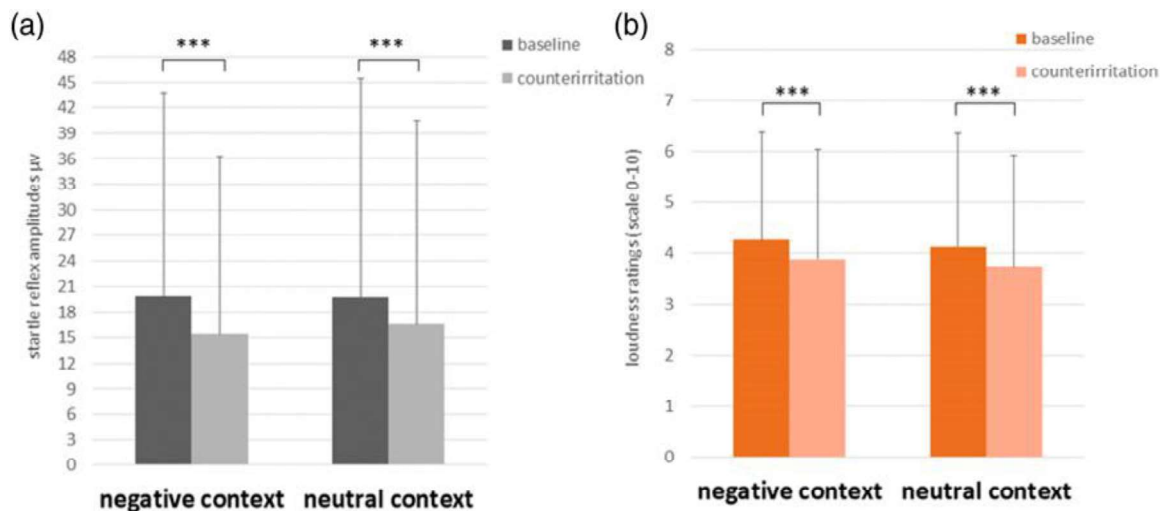 (a)
startle reflex amplitudes µv
48
45
42
39
36
33
30
27
24
21
18
15
12
9
6
3
0
***
***
baseline
counterirritation
negative context
neutral context
(b)
loudness ratings (scale 0-10)
8
7
6
5
4
3
2
1
0
***
***
baseline
counterirritation
negative context
neutral context